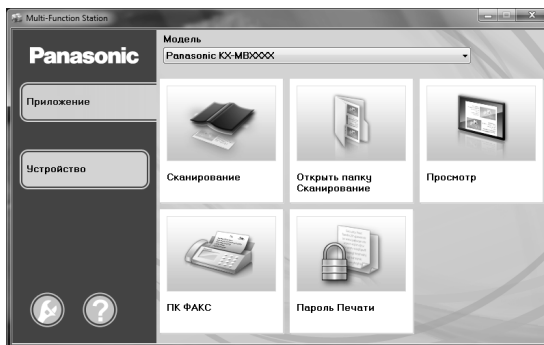 Multi-Function Station
Panasonic
Модель
Panasonic KX-MBXXXX
Приложение
Устройство
Сканирование
Открыть папку
Сканирование
Просмотр
ПК ФАКС
Пароль Печати